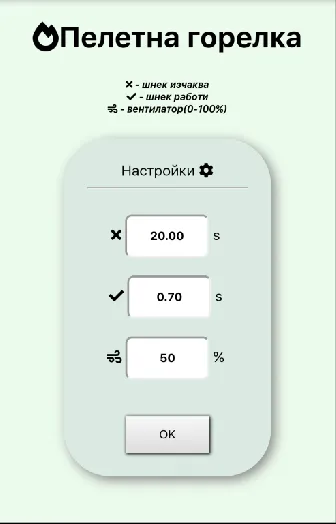 Пелетна горелка
✖ - шнек изчаква
✔ - шнек работи
- вентилатор(0-100%)
Настройки
✖ 20.00 s
✔ 0.70 s
50 %
OK